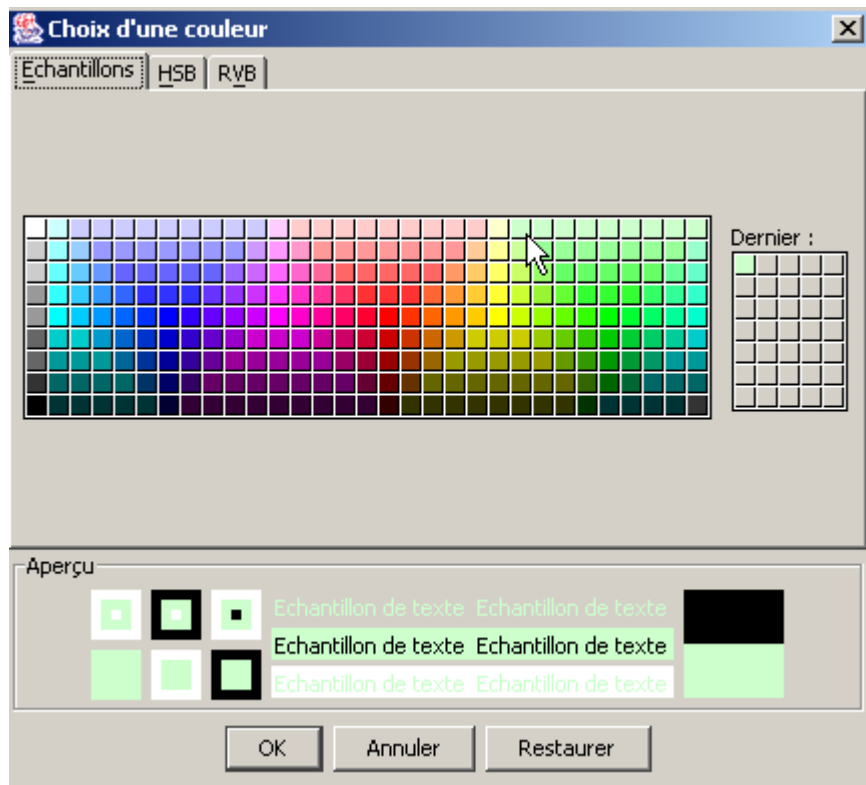 Choix d'une couleur
Echantillons HSB RVB
Dernier :
Aperçu
Echantillon de texte Echantillon de texte
Echantillon de texte Echantillon de texte
Echantillon de texte Echantillon de texte
OK Annuler Restaurer